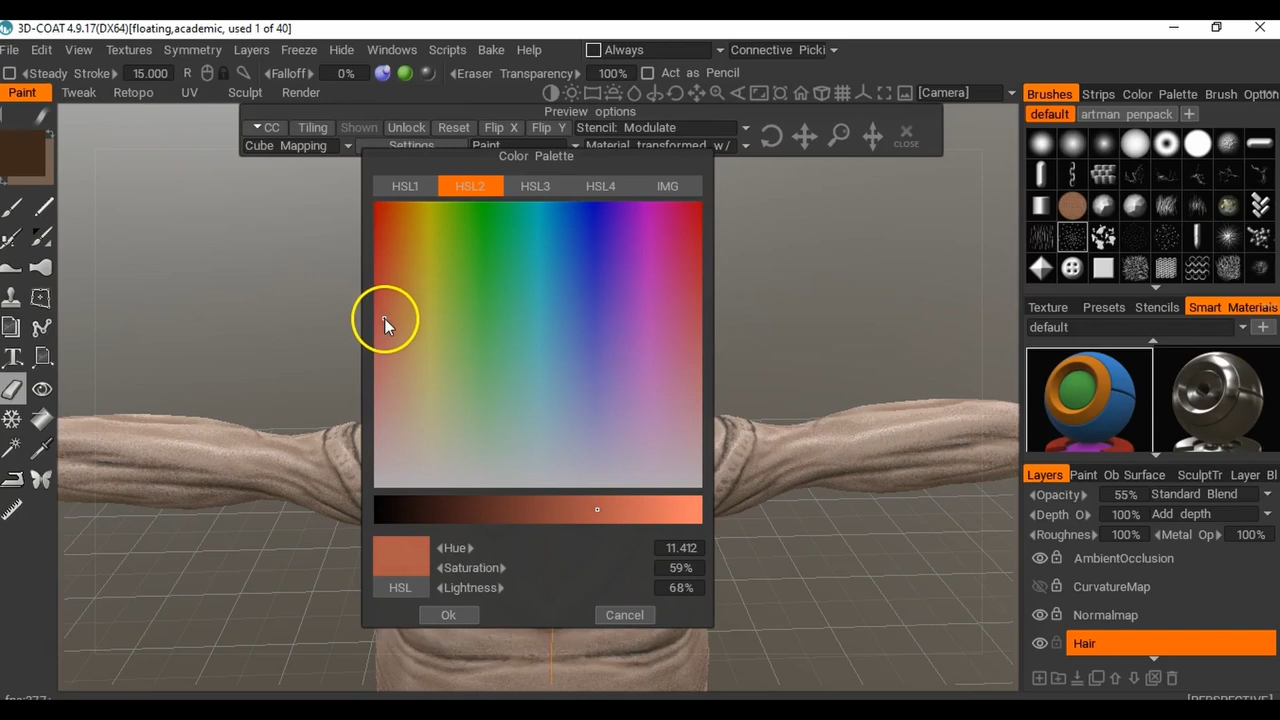 3D-COAT 4.9.17(DX64)[floating,academic, used 1 of 40]
File Edit View Textures Symmetry Layers Freeze Hide Windows Scripts Bake Help Always Connective Picki
Steady Stroke 15.000 R Falloff 0% Eraser Transparency 100% Act as Pencil
Paint Tweak Retopo UV Sculpt Render [Camera] Brushes Strips Color Palette Brush Option
Preview options
default artman penpack
CC Tiling Shown Unlock Reset Flip X Flip Y Stencil: Modulate
Cube Mapping Settings Paint Material transformed w/ CLOSE
Color Palette
HSL1 HSL2 HSL3 HSL4 IMG
Texture Presets Stencils Smart Materials
default
Layers Paint Ob Surface SculptTr Layer Bl
Opacity 55% Standard Blend
Depth O 100% Add depth
Roughness 100% Metal Op 100%
Hue 11.412
Saturation 59%
HSL Lightness 68%
Ok Cancel
AmbientOcclusion
CurvatureMap
Normalmap
Hair